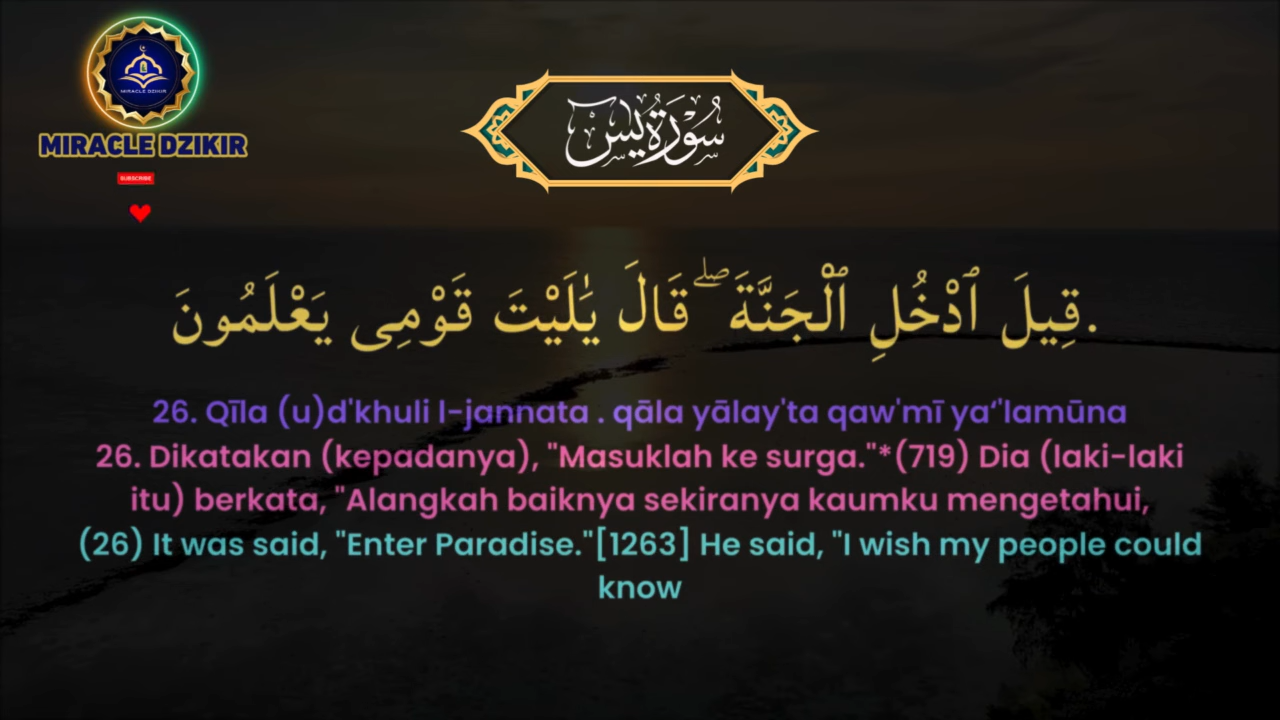 MIRACLE DZIKIR
MIRACLE DZIKIR
SUBSCRIBE
سُورَةُ يس
قِيلَ ٱدْخُلِ ٱلْجَنَّةَ ۖ قَالَ يَٰلَيْتَ قَوْمِى يَعْلَمُونَ.
26. Qīla (u)d'khuli l-jannata . qāla yālay'ta qaw'mī ya‘'lamūna
26. Dikatakan (kepadanya), "Masuklah ke surga."*(719) Dia (laki-laki
itu) berkata, "Alangkah baiknya sekiranya kaumku mengetahui,
(26) It was said, "Enter Paradise."[1263] He said, "I wish my people could
know